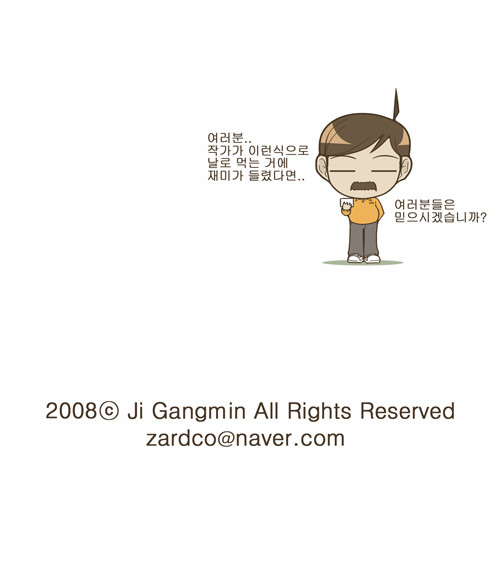 여러분..
작가가 이런식으로
날로 먹는 거에
재미가 들렸다면..
여러분들은
믿으시겠습니까?
2008ⓒ Ji Gangmin All Rights Reserved
zardco@naver.com